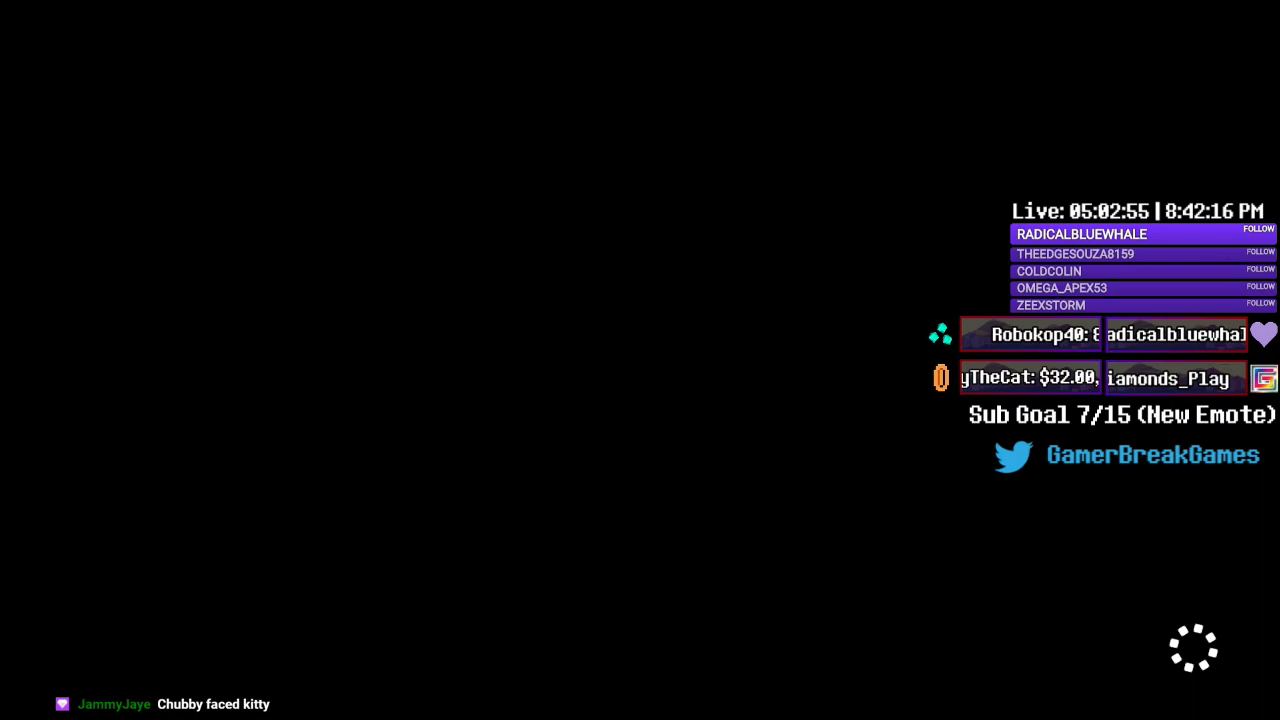 Live: 05:02:55 | 8:42:16 PM
RADICALBLUEWHALE FOLLOW
THEEDGESOUZA8159 FOLLOW
COLDCOLIN FOLLOW
OMEGA_APEX53 FOLLOW
ZEEXSTORM FOLLOW
Robokop40: adicalbluewhal
yTheCat: $32.00, iamonds_Play
Sub Goal 7/15 (New Emote)
GamerBreakGames
JammyJaye Chubby faced kitty